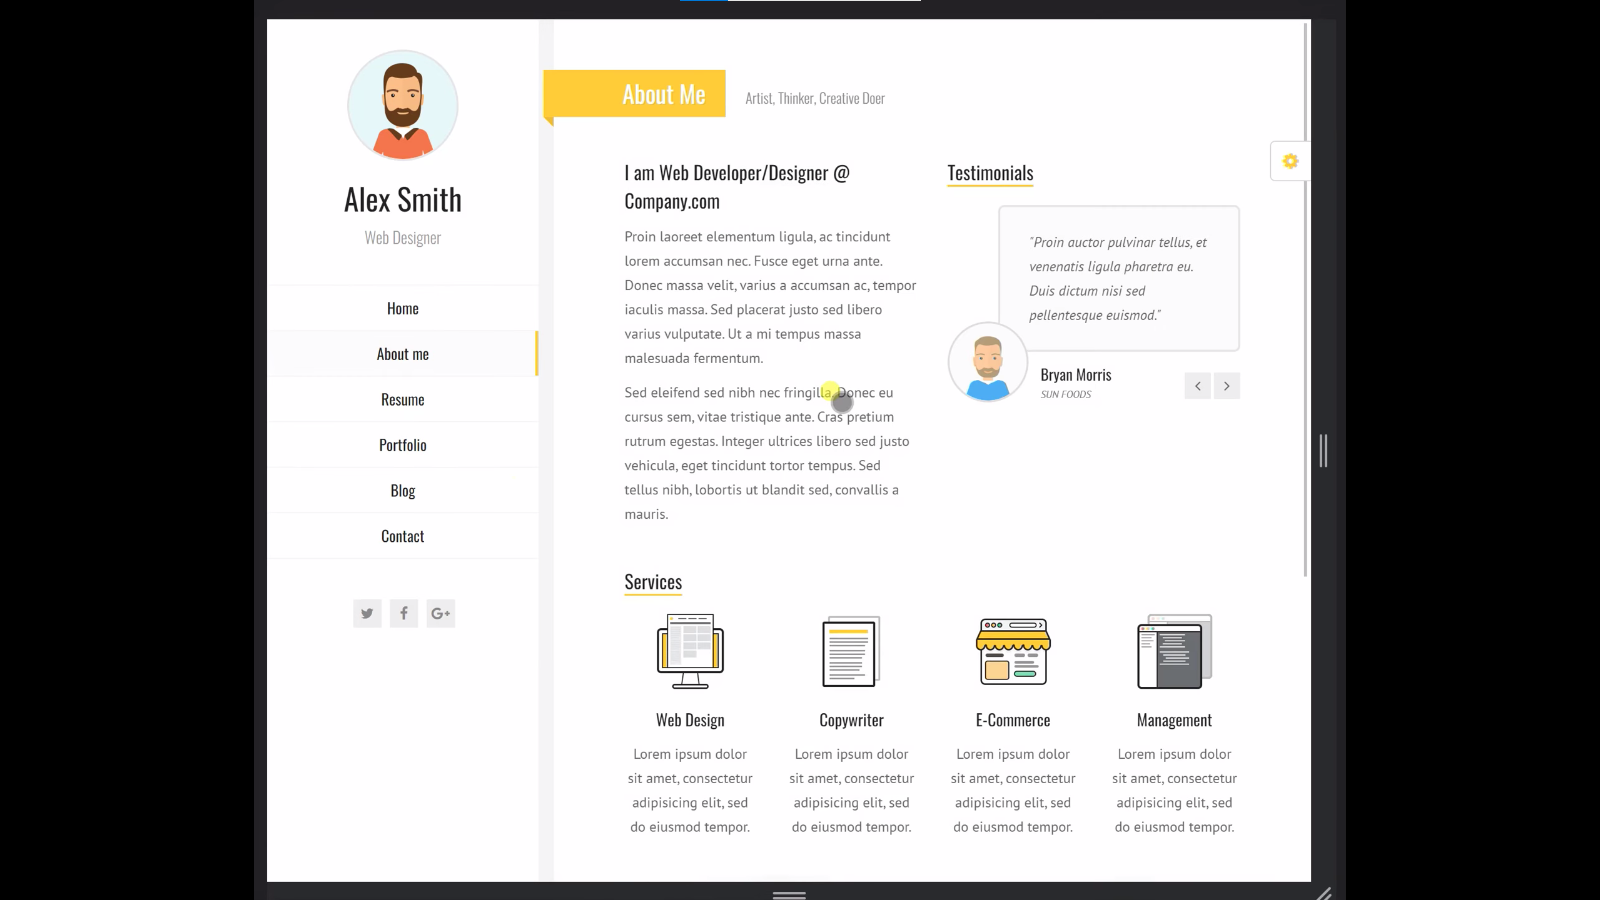 Alex Smith
Web Designer
Home
About me
Resume
Portfolio
Blog
Contact
G+
About Me
Artist, Thinker, Creative Doer
I am Web Developer/Designer @
Company.com
Proin laoreet elementum ligula, ac tincidunt
lorem accumsan nec. Fusce eget urna ante.
Donec massa velit, varius a accumsan ac, tempor
iaculis massa. Sed placerat justo sed libero
varius vulputate. Ut a mi tempus massa
malesuada fermentum.
Sed eleifend sed nibh nec fringilla. Donec eu
cursus sem, vitae tristique ante. Cras pretium
rutrum egestas. Integer ultrices libero sed justo
vehicula, eget tincidunt tortor tempus. Sed
tellus nibh, lobortis ut blandit sed, convallis a
mauris.
Testimonials
"Proin auctor pulvinar tellus, et
venenatis ligula pharetra eu.
Duis dictum nisi sed
pellentesque euismod."
Bryan Morris
SUN FOODS
Services
Web Design
Lorem ipsum dolor
sit amet, consectetur
adipisicing elit, sed
do eiusmod tempor.
Copywriter
Lorem ipsum dolor
sit amet, consectetur
adipisicing elit, sed
do eiusmod tempor.
E-Commerce
Lorem ipsum dolor
sit amet, consectetur
adipisicing elit, sed
do eiusmod tempor.
Management
Lorem ipsum dolor
sit amet, consectetur
adipisicing elit, sed
do eiusmod tempor.